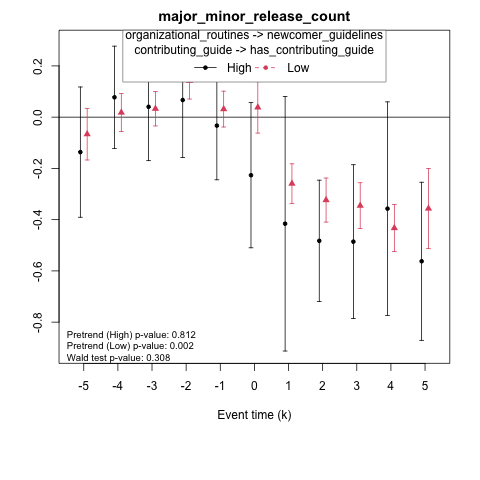 major_minor_release_count
organizational_routines -> newcomer_guidelines
contributing_guide -> has_contributing_guide
High Low
0.2
0.0
-0.2
-0.4
-0.6
-0.8
Pretrend (High) p-value: 0.812
Pretrend (Low) p-value: 0.002
Wald test p-value: 0.308
-5 -4 -3 -2 -1 0 1 2 3 4 5
Event time (k)